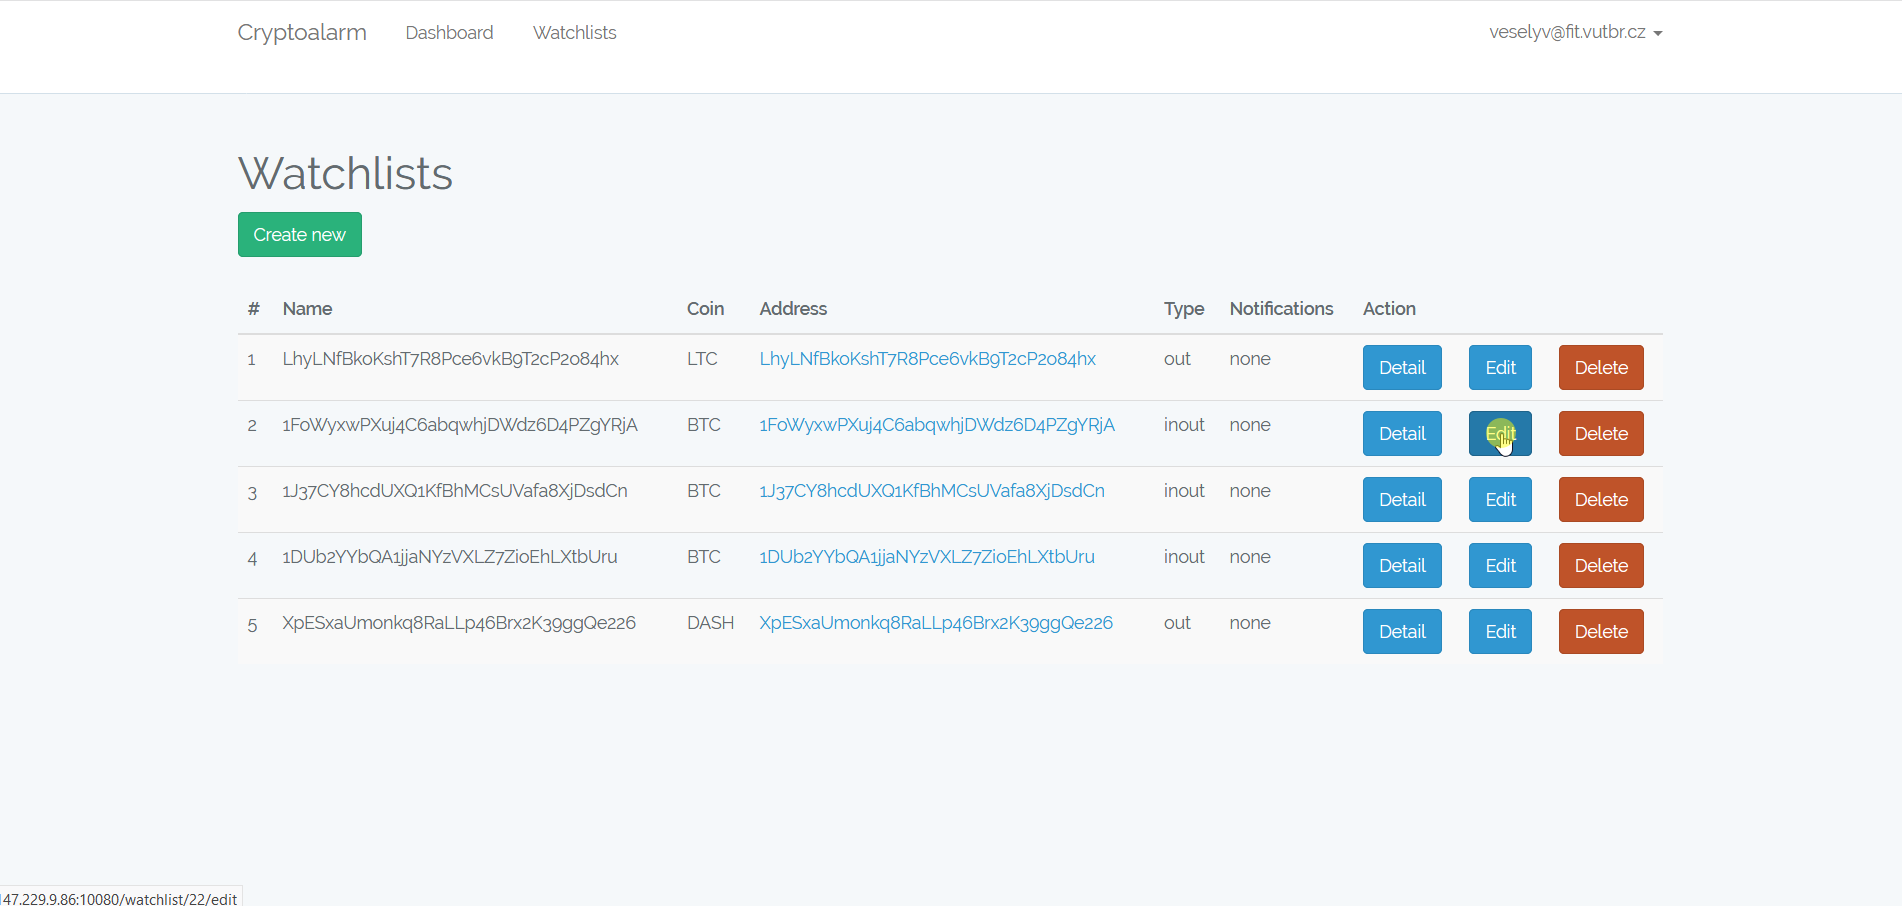 Cryptoalarm Dashboard Watchlists veselyv@fit.vutbr.cz
Watchlists
Create new
# Name Coin Address Type Notifications Action
1 LhyLNfBkoKshT7R8Pce6vkB9T2cP2o84hx LTC LhyLNfBkoKshT7R8Pce6vkB9T2cP2o84hx out none Detail Edit Delete
2 1FoWyxwPXuj4C6abqwhjDWdz6D4PZgYRjA BTC 1FoWyxwPXuj4C6abqwhjDWdz6D4PZgYRjA inout none Detail Edit Delete
3 1J37CY8hcdUXQ1KfBhMCsUVafa8XjDsdCn BTC 1J37CY8hcdUXQ1KfBhMCsUVafa8XjDsdCn inout none Detail Edit Delete
4 1DUb2YYbQA1jjaNYzVXLZ7ZioEhLXtbUru BTC 1DUb2YYbQA1jjaNYzVXLZ7ZioEhLXtbUru inout none Detail Edit Delete
5 XpESxaUmonkq8RaLLp46Brx2K39ggQe226 DASH XpESxaUmonkq8RaLLp46Brx2K39ggQe226 out none Detail Edit Delete
147.229.9.86:10080/watchlist/22/edit